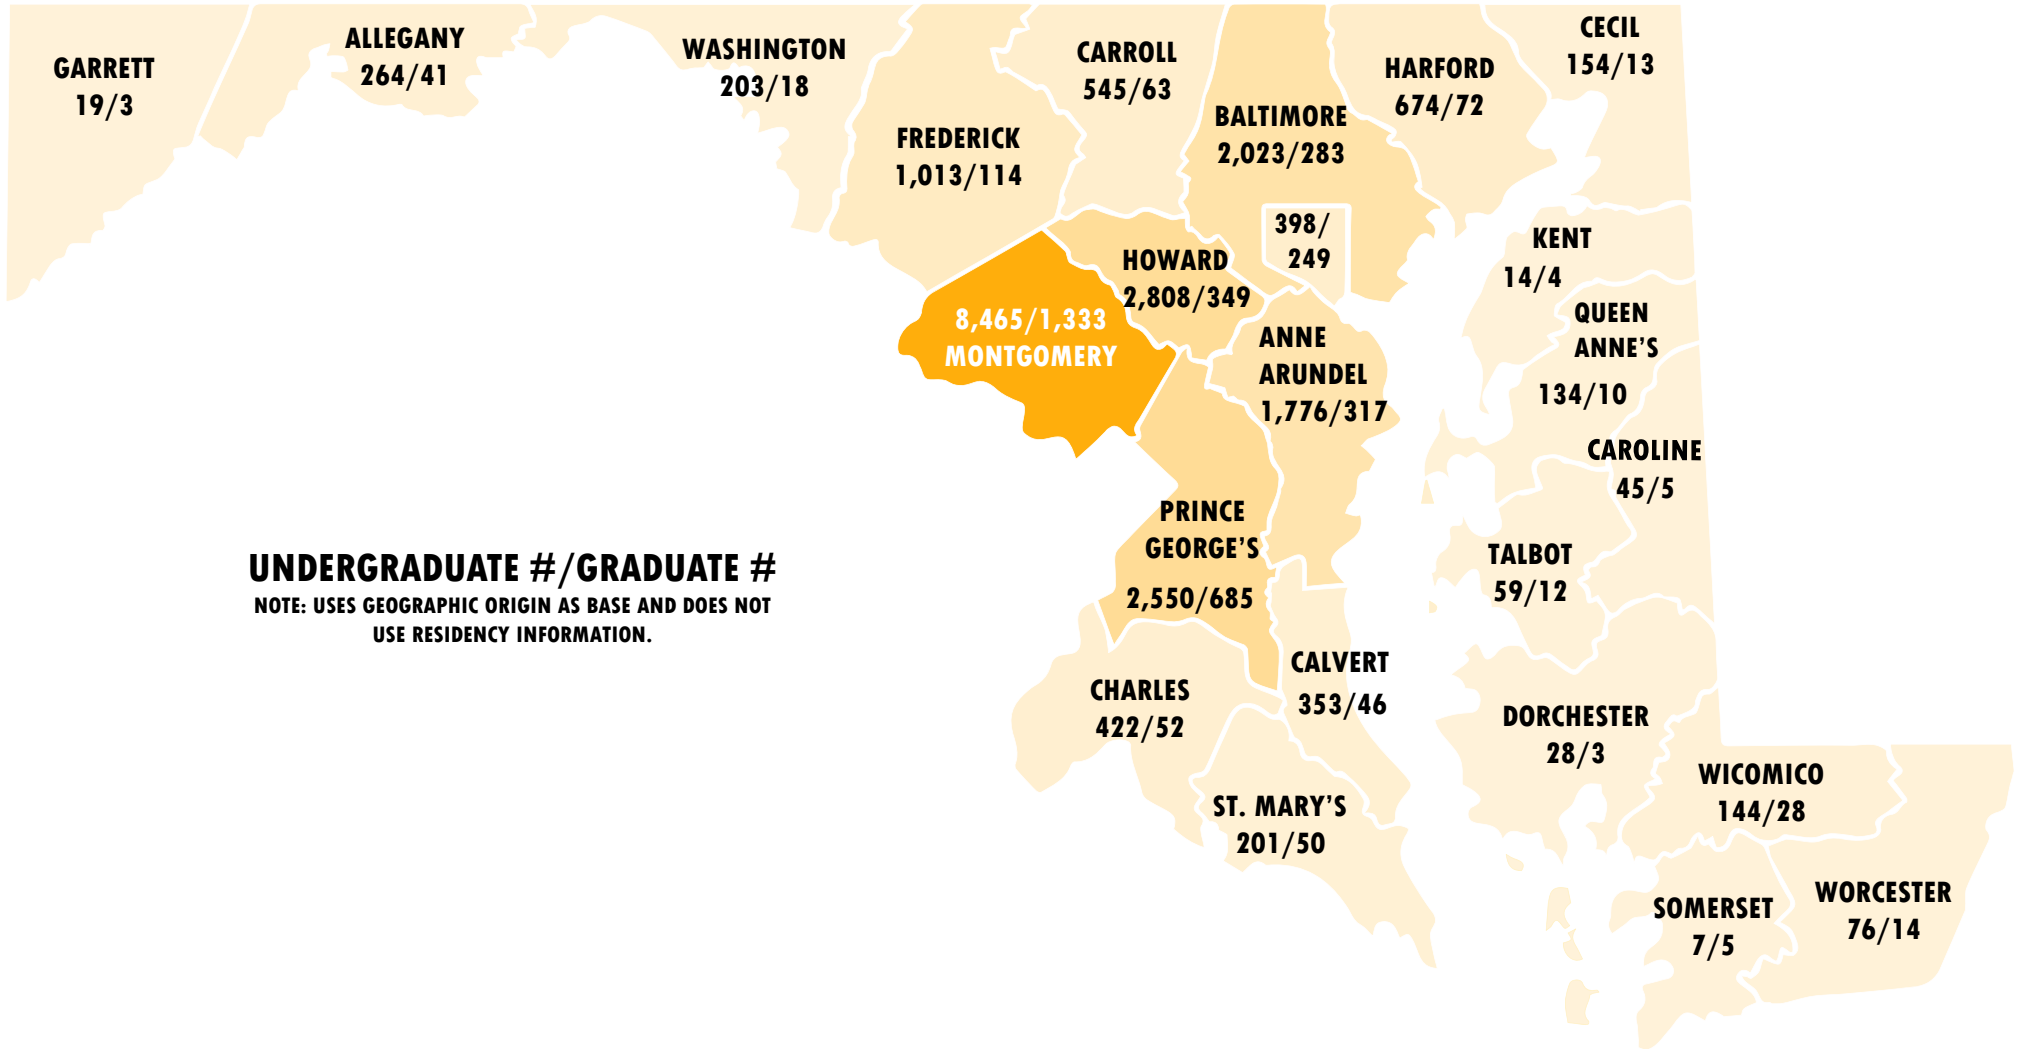 GARRETT
19/3
ALLEGANY
264/41
WASHINGTON
203/18
FREDERICK
1,013/114
CARROLL
545/63
BALTIMORE
2,023/283
398/
249
HARFORD
674/72
CECIL
154/13
HOWARD
2,808/349
8,465/1,333
MONTGOMERY
ANNE
ARUNDEL
1,776/317
KENT
14/4
QUEEN
ANNE'S
134/10
CAROLINE
45/5
PRINCE
GEORGE'S
2,550/685
TALBOT
59/12
UNDERGRADUATE #/GRADUATE #
NOTE: USES GEOGRAPHIC ORIGIN AS BASE AND DOES NOT
USE RESIDENCY INFORMATION.
CHARLES
422/52
CALVERT
353/46
ST. MARY'S
201/50
DORCHESTER
28/3
WICOMICO
144/28
SOMERSET
7/5
WORCESTER
76/14